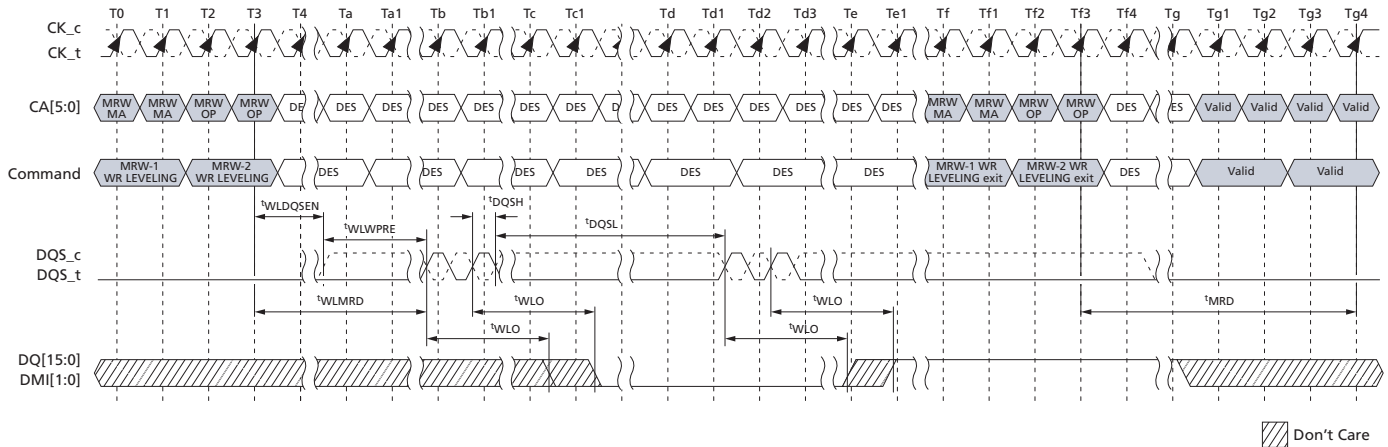 T0 T1 T2 T3 T4 Ta Ta1 Tb Tb1 Tc Tc1 Td Td1 Td2 Td3 Te Te1 Tf Tf1 Tf2 Tf3 Tf4 Tg Tg1 Tg2 Tg3 Tg4
CK_c
CK_t
CA[5:0] MRW MA MRW MA MRW OP MRW OP DE DES DES DES DES DES DES D DES DES DES DES DES DES MRW MA MRW MA MRW OP MRW OP DES ES Valid Valid Valid Valid
Command MRW-1 WR LEVELING MRW-2 WR LEVELING DES DES DES DES DES DES DES DES MRW-1 WR LEVELING exit MRW-2 WR LEVELING exit DES Valid Valid
tWLDQSEN tDQSH
tWLWPRE tDQSL
DQS_c
DQS_t
tWLMRD tWLO tWLO tMRD
tWLO tWLO
DQ[15:0]
DMI[1:0]
Don't Care